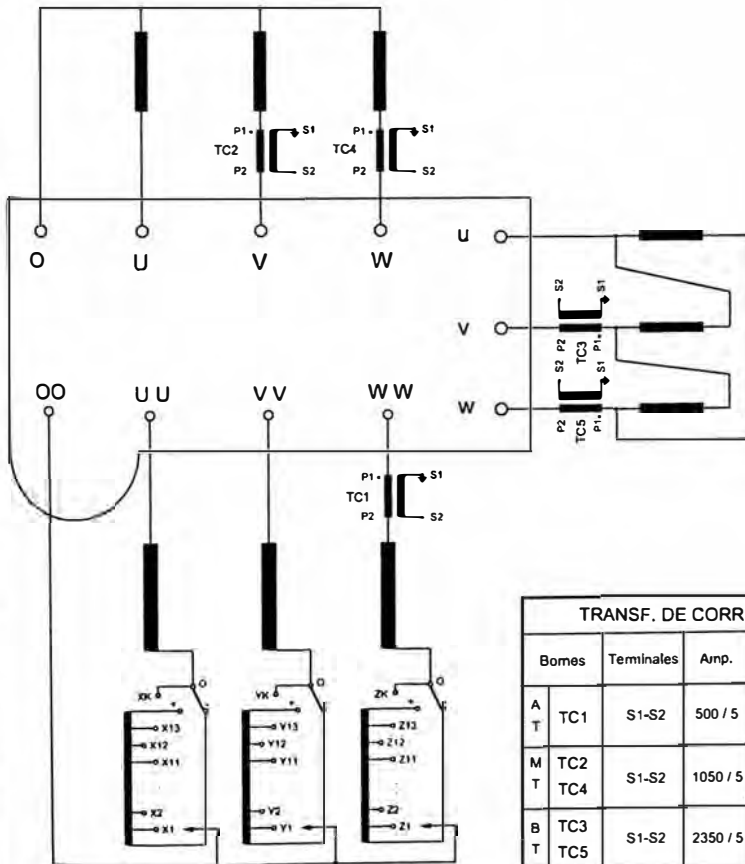 P1 S1 P1 S1
TC2 TC4
P2 S2 P2 S2
O U V W u
S2 S1
V
P2 TC3 P1
S2 S1
OO UU VV WW W
P2 TC5 P1
P1 S1
TC1
P2 S2
O O O
XK YK ZK
+ - + - + -
X13 Y13 Z13
X12 Y12 Z12
X11 Y11 Z11
X2 Y2 Z2
X1 Y1 Z1
TRANSF. DE CORR
Bornes Terminales Amp.
A T TC1 S1-S2 500 / 5
M T TC2 TC4 S1-S2 1050 / 5
B T TC3 TC5 S1-S2 2350 / 5